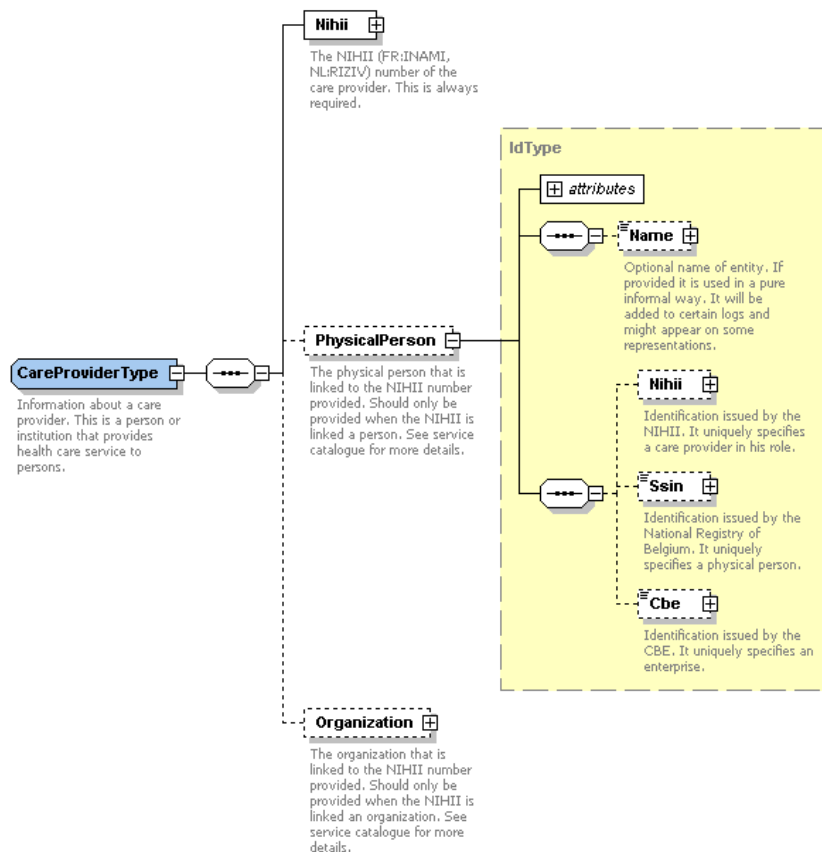 Nihii
The NIHII (FR:INAMI,
NL:RIZIV) number of the
care provider. This is always
required.
IdType
attributes
Name
Optional name of entity. If
provided it is used in a pure
informal way. It will be
added to certain logs and
might appear on some
representations.
PhysicalPerson
The physical person that is
linked to the NIHII number
provided. Should only be
provided when the NIHII is
linked a person. See service
catalogue for more details.
CareProviderType
Information about a care
provider. This is a person or
institution that provides
health care service to
persons.
Nihii
Identification issued by the
NIHII. It uniquely specifies
a care provider in his role.
Ssin
Identification issued by the
National Registry of
Belgium. It uniquely
specifies a physical person.
Cbe
Identification issued by the
CBE. It uniquely specifies an
enterprise.
Organization
The organization that is
linked to the NIHII number
provided. Should only be
provided when the NIHII is
linked an organization. See
service catalogue for more
details.